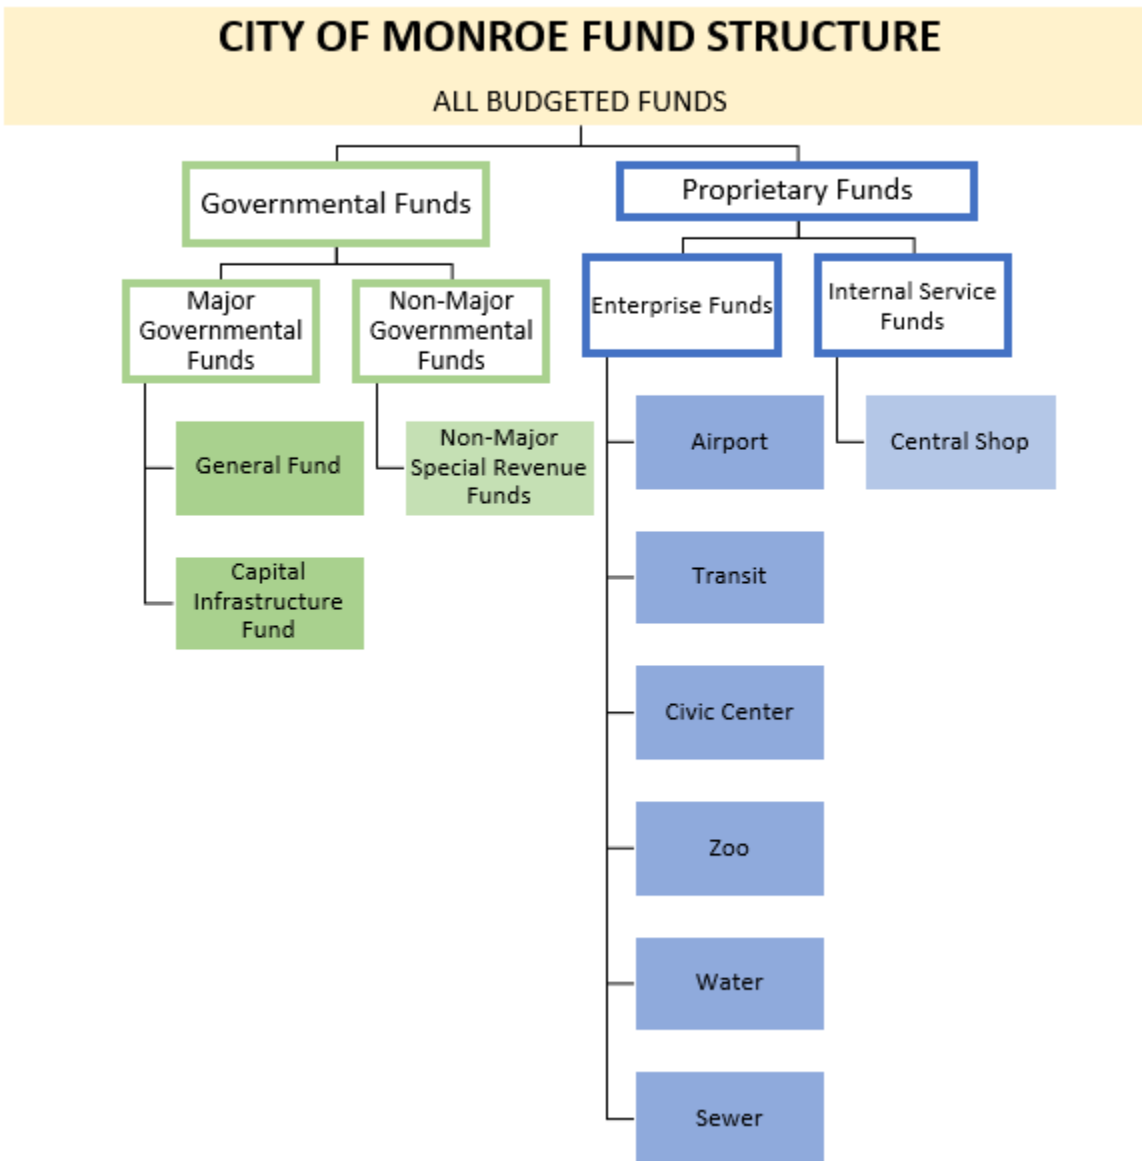 CITY OF MONROE FUND STRUCTURE
ALL BUDGETED FUNDS
Governmental Funds
Proprietary Funds
Major
Governmental
Funds
Non-Major
Governmental
Funds
Enterprise Funds
Internal Service
Funds
General Fund
Capital
Infrastructure
Fund
Non-Major
Special Revenue
Funds
Airport
Transit
Civic Center
Zoo
Water
Sewer
Central Shop